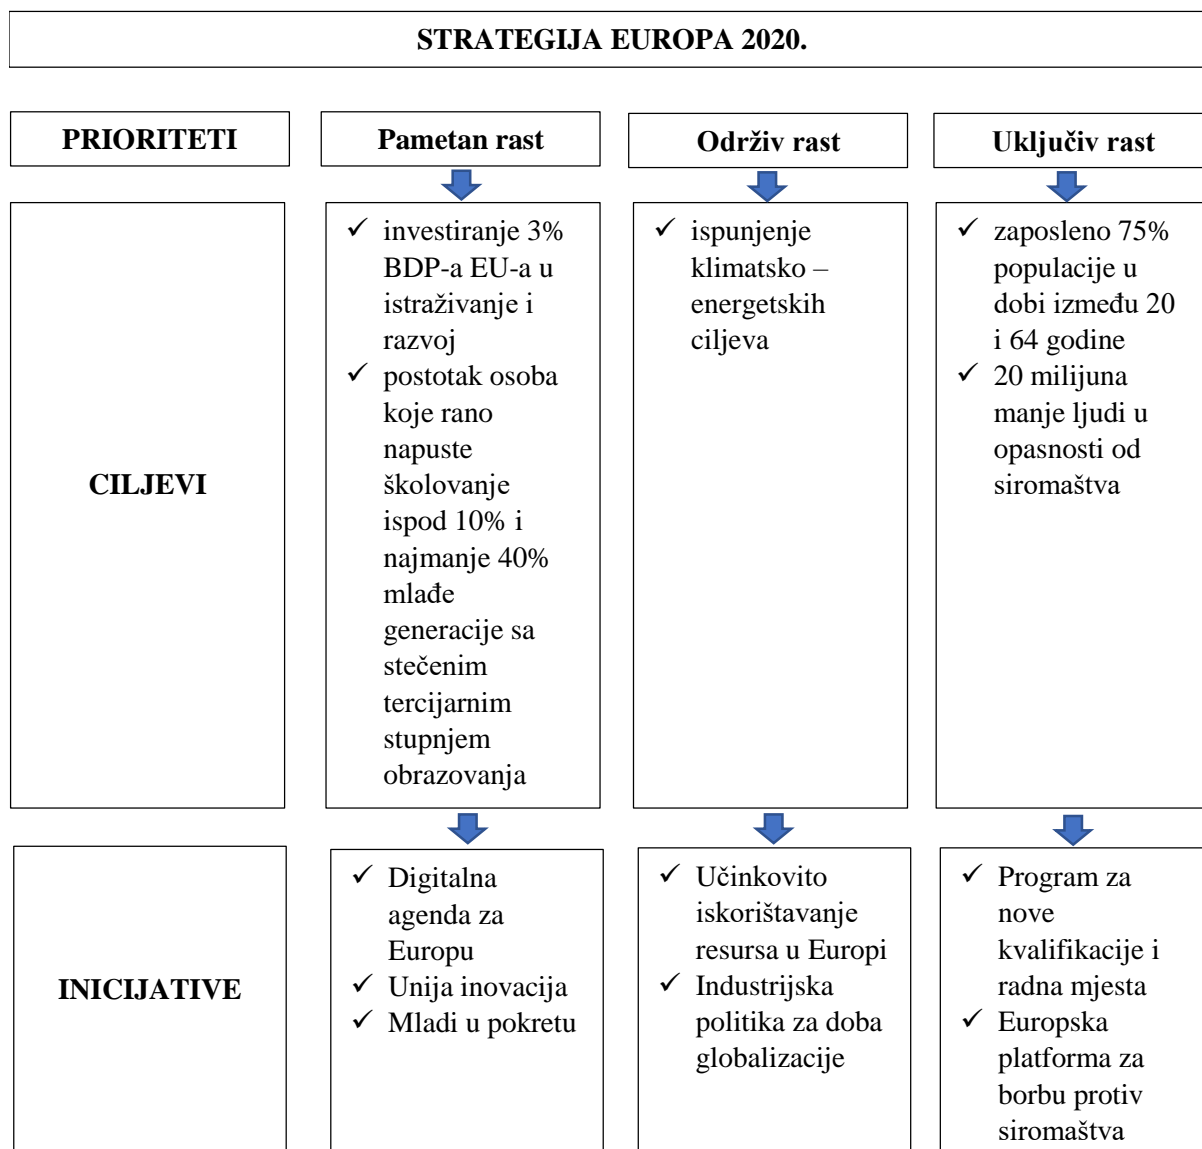 STRATEGIJA EUROPA 2020.
PRIORITETI
Pametan rast
Održiv rast
Uključiv rast
CILJEVI
✓ investiranje 3%
BDP-a EU-a u
istraživanje i
razvoj
✓ postotak osoba
koje rano
napuste
školovanje
ispod 10% i
najmanje 40%
mlađe
generacije sa
stečenim
tercijarnim
stupnjem
obrazovanja
✓ ispunjenje
klimatsko –
energetskih
ciljeva
✓ zaposleno 75%
populacije u
dobi između 20
i 64 godine
✓ 20 milijuna
manje ljudi u
opasnosti od
siromaštva
INICIJATIVE
✓ Digitalna
agenda za
Europu
✓ Unija inovacija
✓ Mladi u pokretu
✓ Učinkovito
iskorištavanje
resursa u Europi
✓ Industrijska
politika za doba
globalizacije
✓ Program za
nove
kvalifikacije i
radna mjesta
✓ Europska
platforma za
borbu protiv
siromaštva